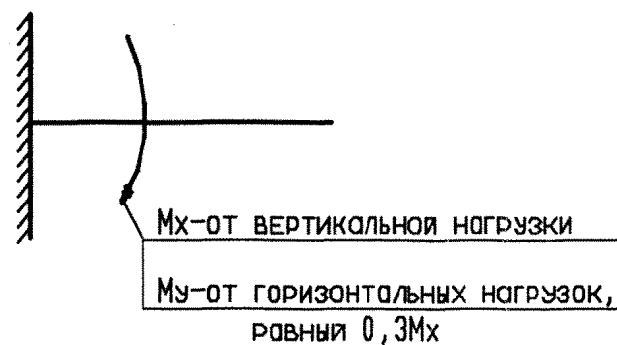 Мх-от вертикальной нагрузки
Му-от горизонтальных нагрузок,
равный 0,3Мх